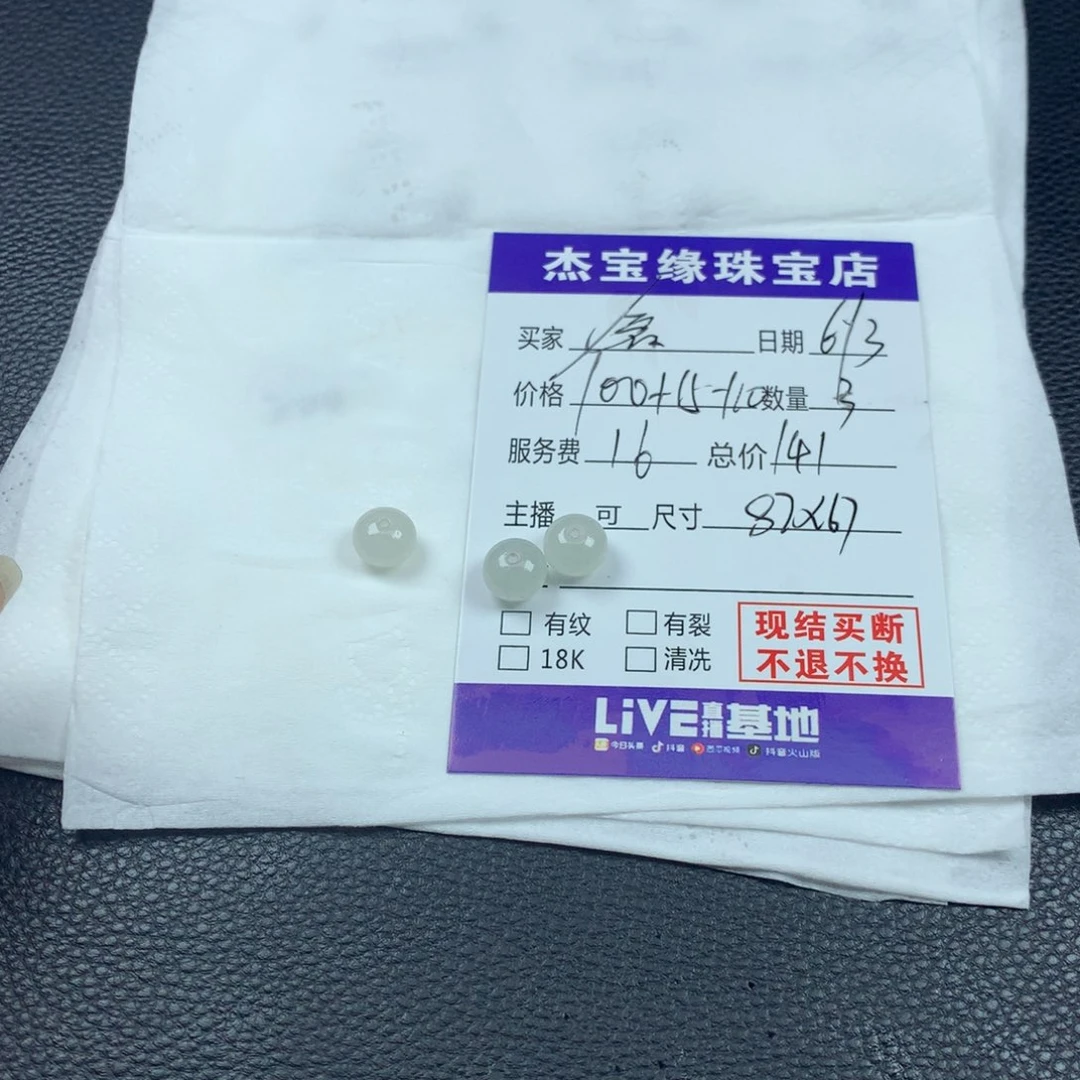 杰宝缘珠宝店
买家 日期 6/3
价格 100+15+10 数量 3
服务费 16 总价 141
主播 可 尺寸 87X67
有纹 有裂
现结买断
18K 清洗
不退不换
LiVE直播基地
今日头条 抖音 西瓜视频 抖音火山版